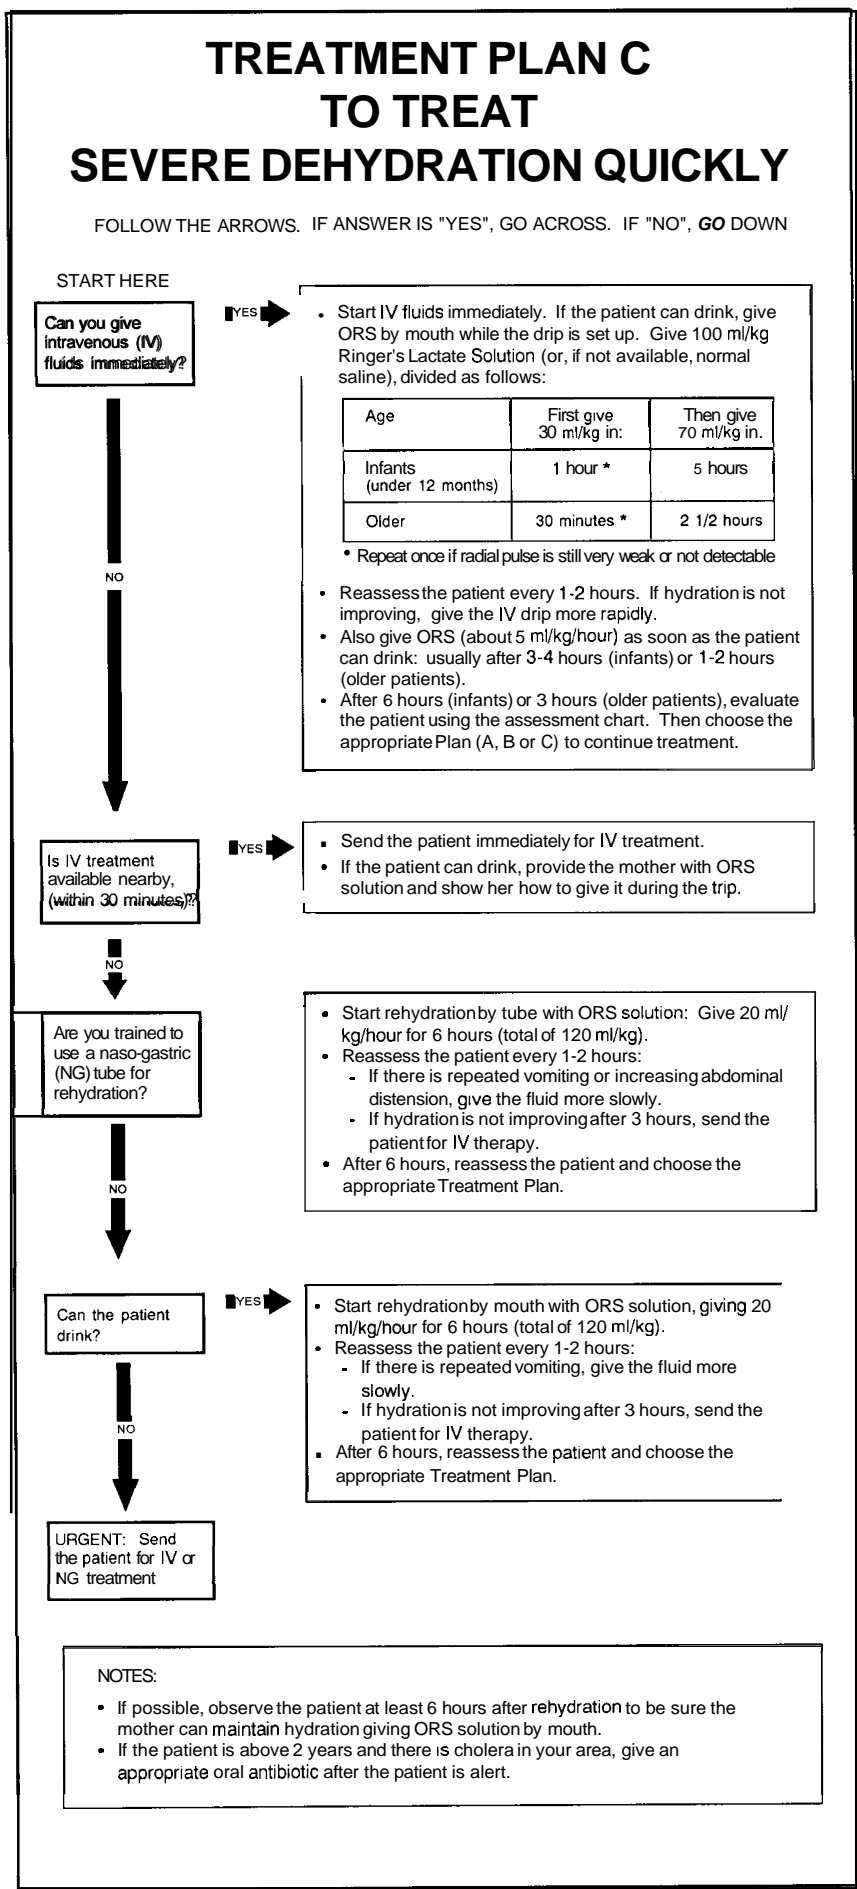 TREATMENT PLAN C
TO TREAT
SEVERE DEHYDRATION QUICKLY
FOLLOW THE ARROWS. IF ANSWER IS "YES", GO ACROSS. IF "NO", GO DOWN
START HERE
Can you give
intravenous (IV)
fluids immediately?
YES
• Start IV fluids immediately. If the patient can drink, give
ORS by mouth while the drip is set up. Give 100 ml/kg
Ringer's Lactate Solution (or, if not available, normal
saline), divided as follows:
Age First give Then give
30 ml/kg in: 70 ml/kg in.
Infants 1 hour * 5 hours
(under 12 months)
Older 30 minutes * 2 1/2 hours
* Repeat once if radial pulse is still very weak or not detectable
• Reassess the patient every 1-2 hours. If hydration is not
improving, give the IV drip more rapidly.
• Also give ORS (about 5 ml/kg/hour) as soon as the patient
can drink: usually after 3-4 hours (infants) or 1-2 hours
(older patients).
• After 6 hours (infants) or 3 hours (older patients), evaluate
the patient using the assessment chart. Then choose the
appropriate Plan (A, B or C) to continue treatment.
NO
Is IV treatment
available nearby,
(within 30 minutes)?
YES
▪ Send the patient immediately for IV treatment.
• If the patient can drink, provide the mother with ORS
solution and show her how to give it during the trip.
NO
Are you trained to
use a naso-gastric
(NG) tube for
rehydration?
• Start rehydration by tube with ORS solution: Give 20 ml/
kg/hour for 6 hours (total of 120 ml/kg).
• Reassess the patient every 1-2 hours:
- If there is repeated vomiting or increasing abdominal
distension, give the fluid more slowly.
- If hydration is not improving after 3 hours, send the
patient for IV therapy.
• After 6 hours, reassess the patient and choose the
appropriate Treatment Plan.
NO
Can the patient
drink?
YES
• Start rehydration by mouth with ORS solution, giving 20
ml/kg/hour for 6 hours (total of 120 ml/kg).
• Reassess the patient every 1-2 hours:
- If there is repeated vomiting, give the fluid more
slowly.
- If hydration is not improving after 3 hours, send the
patient for IV therapy.
▪ After 6 hours, reassess the patient and choose the
appropriate Treatment Plan.
NO
URGENT: Send
the patient for IV or
NG treatment
NOTES:
• If possible, observe the patient at least 6 hours after rehydration to be sure the
mother can maintain hydration giving ORS solution by mouth.
• If the patient is above 2 years and there is cholera in your area, give an
appropriate oral antibiotic after the patient is alert.